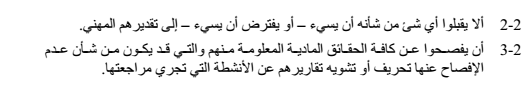 2-2 ألا يقبلوا أي شئ من شأنه أن يسيء – أو يفترض أن يسيء – إلى تقديرهم المهني.
3-2 أن يفصحوا عن كافة الحقائق المادية المعلومة منهم والتي قد يكون من شأن عدم
الإفصاح عنها تحريف أو تشويه تقاريرهم عن الأنشطة التي تجري مراجعتها.